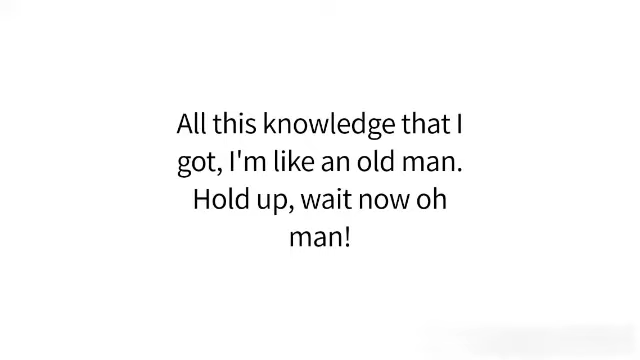 All this knowledge that I
got, I'm like an old man.
Hold up, wait now oh
man!